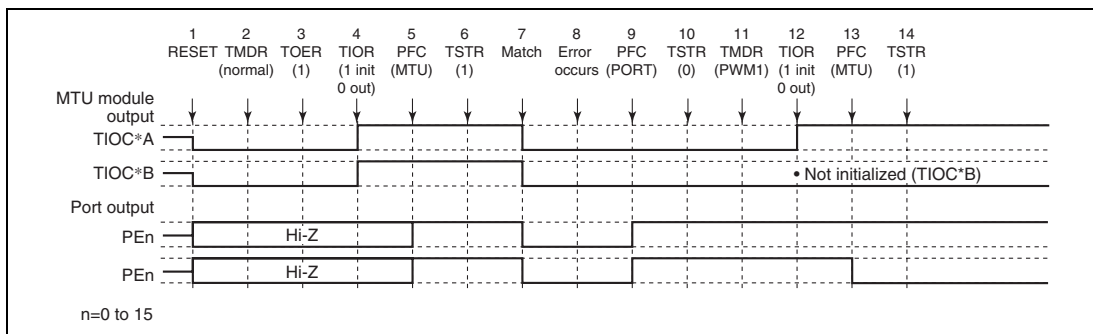 1 2 3 4 5 6 7 8 9 10 11 12 13 14
RESET TMDR TOER TIOR PFC TSTR Match Error PFC TSTR TMDR TIOR PFC TSTR
(normal) (1) (1 init (MTU) (1) occurs (PORT) (0) (PWM1) (1 init (MTU) (1)
0 out) 0 out)
MTU module
output
TIOC*A
TIOC*B
• Not initialized (TIOC*B)
Port output
PEn
Hi-Z
PEn
Hi-Z
n=0 to 15